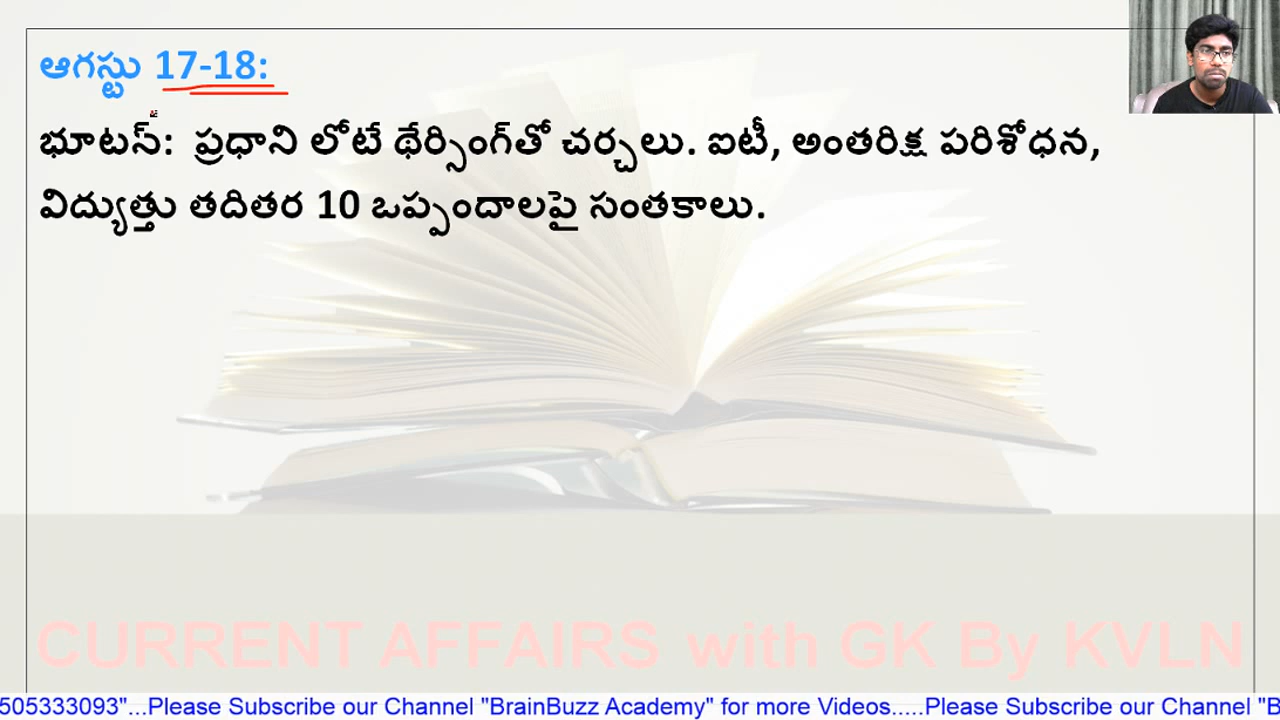 ఆగస్టు 17-18:
భూటన్: ప్రధాని లోటే థేర్సింగ్‌తో చర్చలు. ఐటీ, అంతరిక్ష పరిశోధన,
విద్యుత్తు తదితర 10 ఒప్పందాలపై సంతకాలు.
CURRENT AFFAIRS with GK By KVLN
505333093"...Please Subscribe our Channel "BrainBuzz Academy" for more Videos.....Please Subscribe our Channel "B